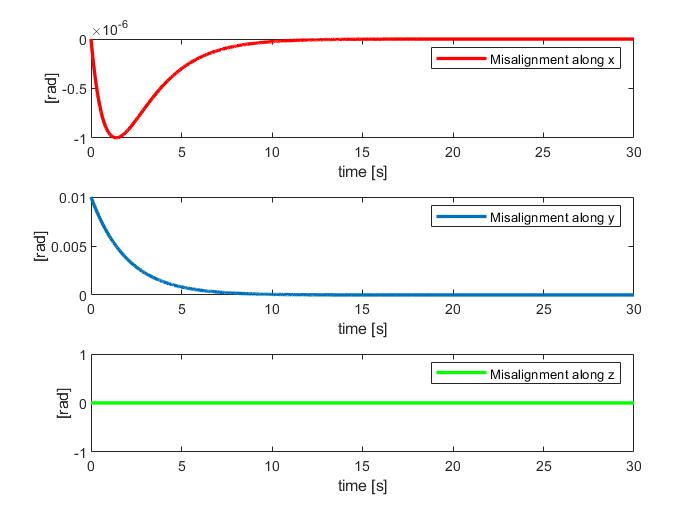 ×10-6
0
-0.5
-1
[rad]
Misalignment along x
0 5 10 15 20 25 30
time [s]
0.01
0.005
0
[rad]
Misalignment along y
0 5 10 15 20 25 30
time [s]
1
0
-1
[rad]
Misalignment along z
0 5 10 15 20 25 30
time [s]